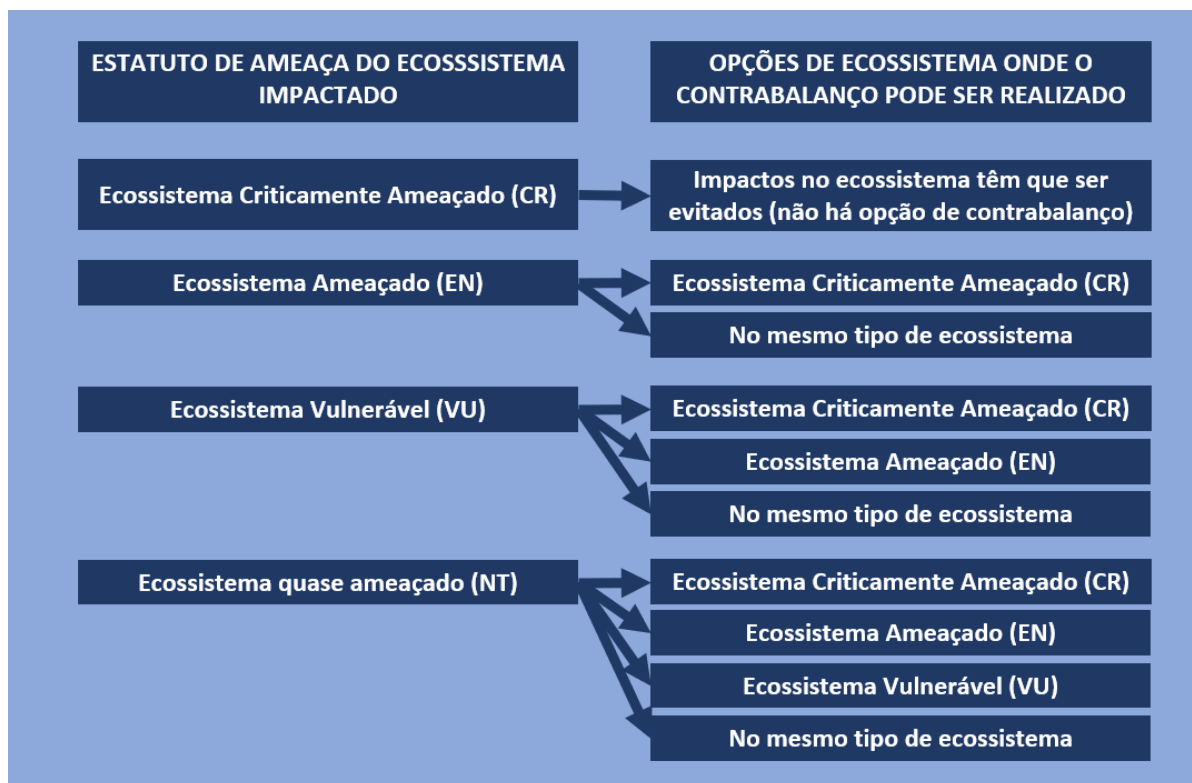 ESTATUTO DE AMEAÇA DO ECOSSSISTEMA
IMPACTADO
OPÇÕES DE ECOSSISTEMA ONDE O
CONTRABALANÇO PODE SER REALIZADO
Ecossistema Criticamente Ameaçado (CR)
Impactos no ecossistema têm que ser
evitados (não há opção de contrabalanço)
Ecossistema Ameaçado (EN)
Ecossistema Criticamente Ameaçado (CR)
No mesmo tipo de ecossistema
Ecossistema Vulnerável (VU)
Ecossistema Criticamente Ameaçado (CR)
Ecossistema Ameaçado (EN)
No mesmo tipo de ecossistema
Ecossistema quase ameaçado (NT)
Ecossistema Criticamente Ameaçado (CR)
Ecossistema Ameaçado (EN)
Ecossistema Vulnerável (VU)
No mesmo tipo de ecossistema